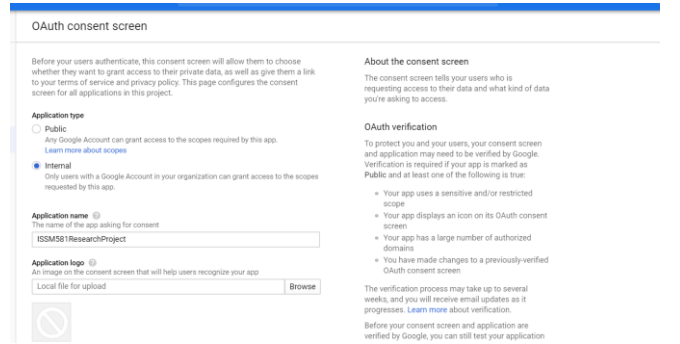 OAuth consent screen
Before your users authenticate, this consent screen will allow them to choose
whether they want to grant access to their private data, as well as give them a link
to your terms of service and privacy policy. This page configures the consent
screen for all applications in this project.
Application type
Public
Any Google Account can grant access to the scopes required by this app.
Learn more about scopes
Internal
Only users with a Google Account in your organization can grant access to the scopes
requested by this app.
Application name
The name of the app asking for consent
ISSM581ResearchProject
Application logo
An image on the consent screen that will help users recognize your app
Local file for upload
Browse
About the consent screen
The consent screen tells your users who is
requesting access to their data and what kind of data
you're asking to access.
OAuth verification
To protect you and your users, your consent screen
and application may need to be verified by Google.
Verification is required if your app is marked as
Public and at least one of the following is true:
Your app uses a sensitive and/or restricted
scope
Your app displays an icon on its OAuth consent
screen
Your app has a large number of authorized
domains
You have made changes to a previously-verified
OAuth consent screen
The verification process may take up to several
weeks, and you will receive email updates as it
progresses. Learn more about verification.
Before your consent screen and application are
verified by Google, you can still test your application